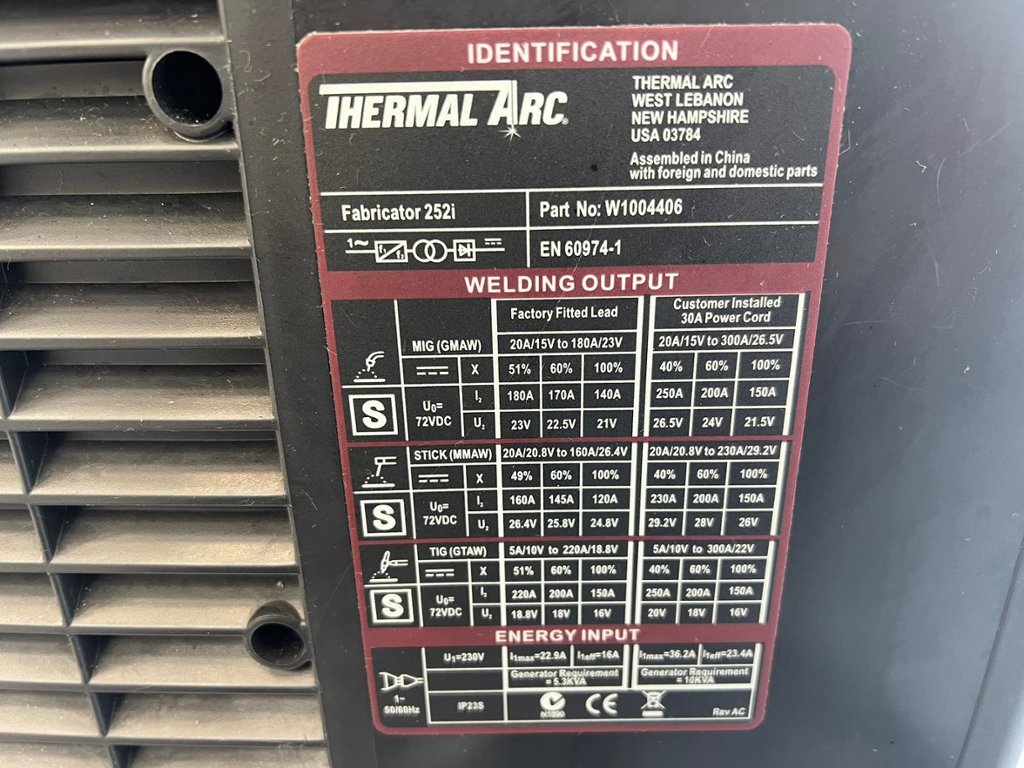 IDENTIFICATION
THERMAL ARC®
THERMAL ARC
WEST LEBANON
NEW HAMPSHIRE
USA 03784
Assembled in China
with foreign and domestic parts
Fabricator 252i
Part No: W1004406
1~ f₁ f₂
EN 60974-1
WELDING OUTPUT
Factory Fitted Lead
Customer Installed
30A Power Cord
MIG (GMAW) 20A/15V to 180A/23V 20A/15V to 300A/26.5V
X 51% 60% 100% 40% 60% 100%
S U₀= 72VDC I₂ 180A 170A 140A 250A 200A 150A
U₂ 23V 22.5V 21V 26.5V 24V 21.5V
STICK (MMAW) 20A/20.8V to 160A/26.4V 20A/20.8V to 230A/29.2V
X 49% 60% 100% 40% 60% 100%
S U₀= 72VDC I₂ 160A 145A 120A 230A 200A 150A
U₂ 26.4V 25.8V 24.8V 29.2V 28V 26V
TIG (GTAW) 5A/10V to 220A/18.8V 5A/10V to 300A/22V
X 51% 60% 100% 40% 60% 100%
S U₀= 72VDC I₂ 220A 200A 150A 250A 200A 150A
U₂ 18.8V 18V 16V 20V 18V 16V
ENERGY INPUT
U₁=230V I₁max=22.9A I₁eff=16A I₁max=36.2A I₁eff=23.4A
Generator Requirement
= 5.3KVA
Generator Requirement
= 10KVA
1~
50/60Hz
IP23S
N1890
CE
Rev AC